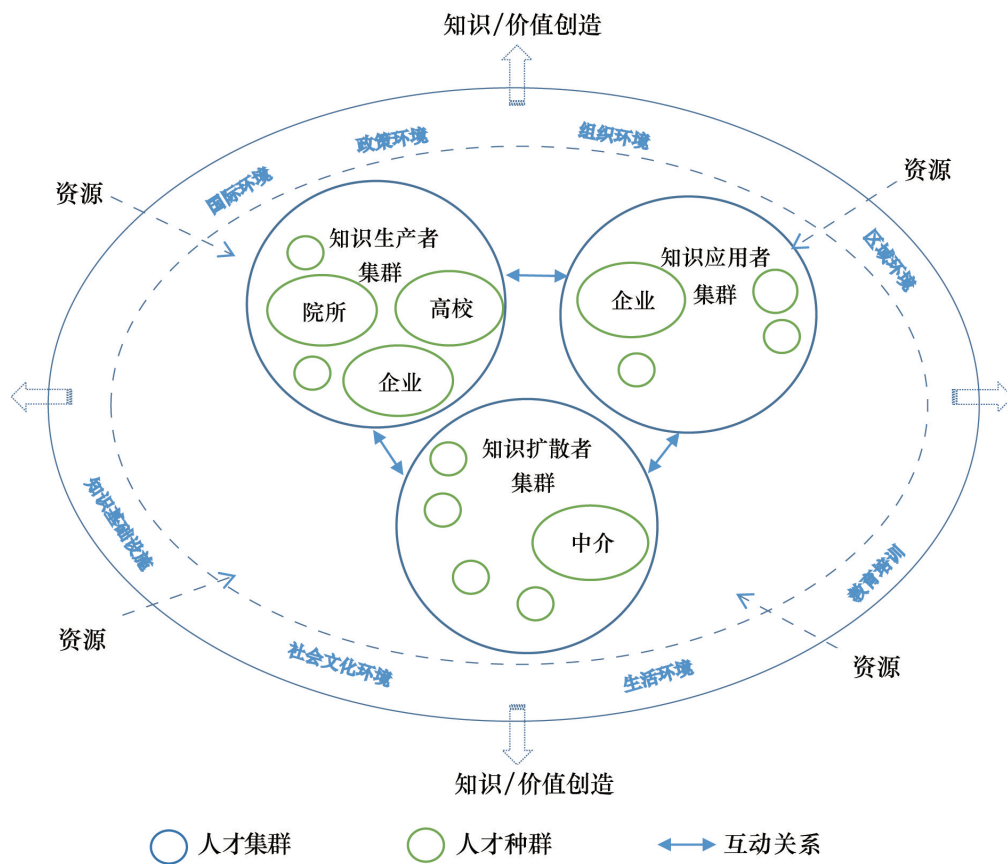 知识/价值创造
政策环境
组织环境
国际环境
资源
资源
区域环境
知识生产者
集群
院所
高校
企业
知识应用者
集群
企业
知识扩散者
集群
中介
知识基础设施
教育培训
资源
资源
社会文化环境
生活环境
知识/价值创造
人才集群
人才种群
互动关系